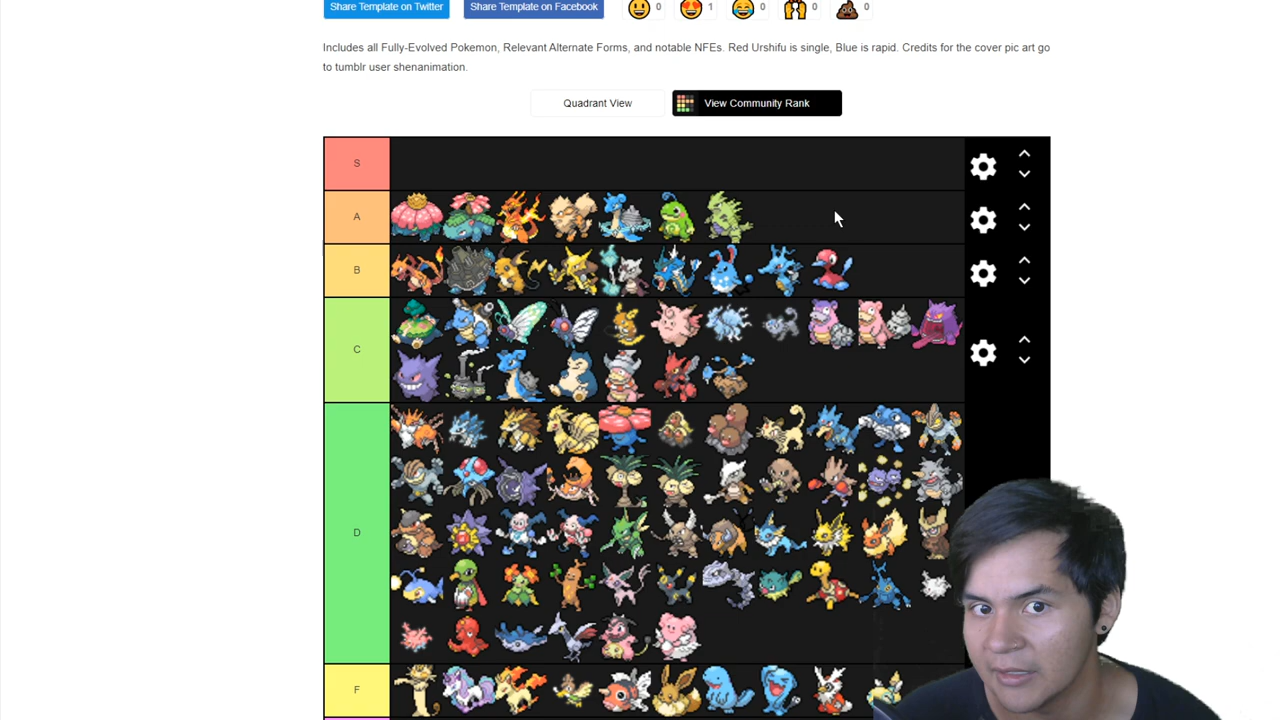 Share Template on Twitter
Share Template on Facebook
0
1
0
0
0
Includes all Fully-Evolved Pokemon, Relevant Alternate Forms, and notable NFEs. Red Urshifu is single, Blue is rapid. Credits for the cover pic art go
to tumblr user shenanimation.
Quadrant View
View Community Rank
S
A
B
C
D
F